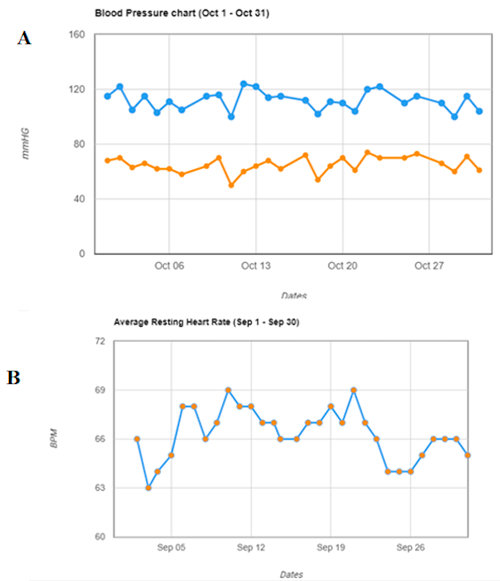 Blood Pressure chart (Oct 1 - Oct 31)
A
160
120
80
40
0
mmHG
Oct 06 Oct 13 Oct 20 Oct 27
Dates
Average Resting Heart Rate (Sep 1 - Sep 30)
B
72
69
66
63
60
BPM
Sep 05 Sep 12 Sep 19 Sep 26
Dates